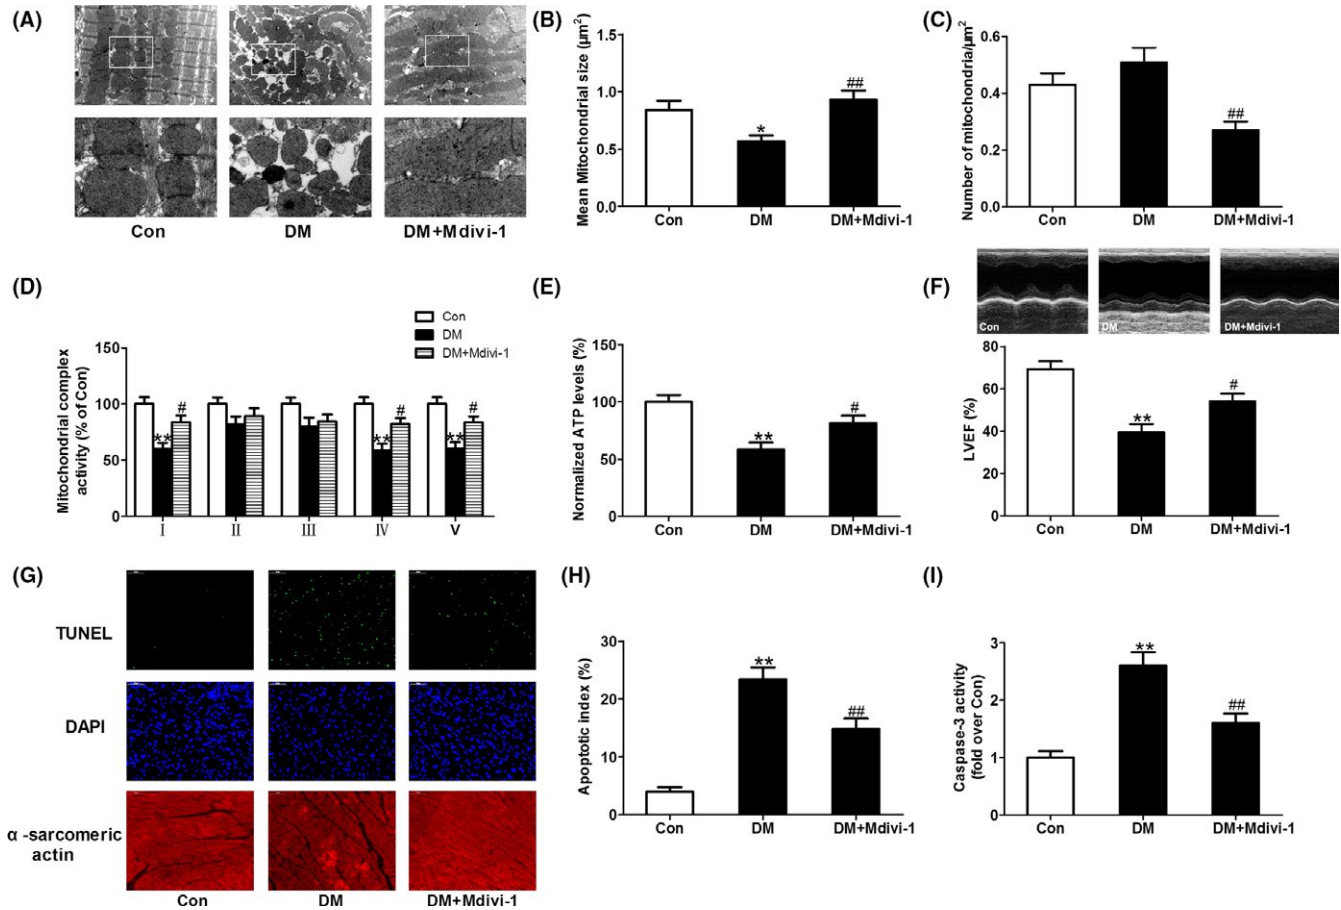 (A)
Con
DM
DM+Mdivi-1
(B)
Mean Mitochondrial size (μm²)
1.5
1.0
0.5
0.0
*
##
Con
DM
DM+Mdivi-1
(C)
Number of mitochondria/μm²
0.6
0.4
0.2
0.0
##
Con
DM
DM+Mdivi-1
(D)
Mitochondrial complex
activity (% of Con)
Con
DM
DM+Mdivi-1
150
100
50
0
**
#
**
#
**
#
I
II
III
IV
V
(E)
Normalized ATP levels (%)
150
100
50
0
**
#
Con
DM
DM+Mdivi-1
(F)
Con
DM
DM+Mdivi-1
LVEF (%)
80
60
40
20
0
**
#
Con
DM
DM+Mdivi-1
(G)
TUNEL
DAPI
α -sarcomeric
actin
Con
DM
DM+Mdivi-1
(H)
Apoptotic index (%)
30
20
10
0
**
##
Con
DM
DM+Mdivi-1
(I)
Caspase-3 activity
(fold over Con)
3
2
1
0
**
##
Con
DM
DM+Mdivi-1